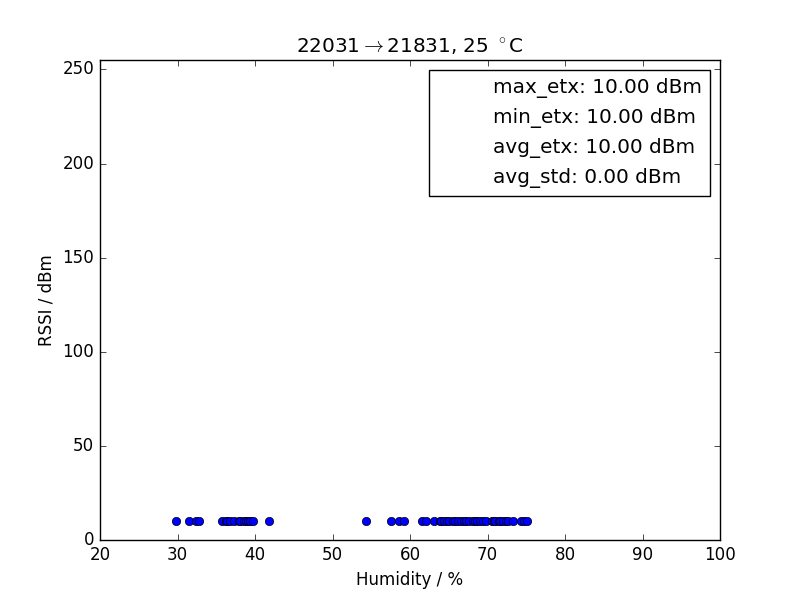 22031→21831, 25 °C
max_etx: 10.00 dBm
min_etx: 10.00 dBm
avg_etx: 10.00 dBm
avg_std: 0.00 dBm
RSSI / dBm
250
200
150
100
50
0
20 30 40 50 60 70 80 90 100
Humidity / %